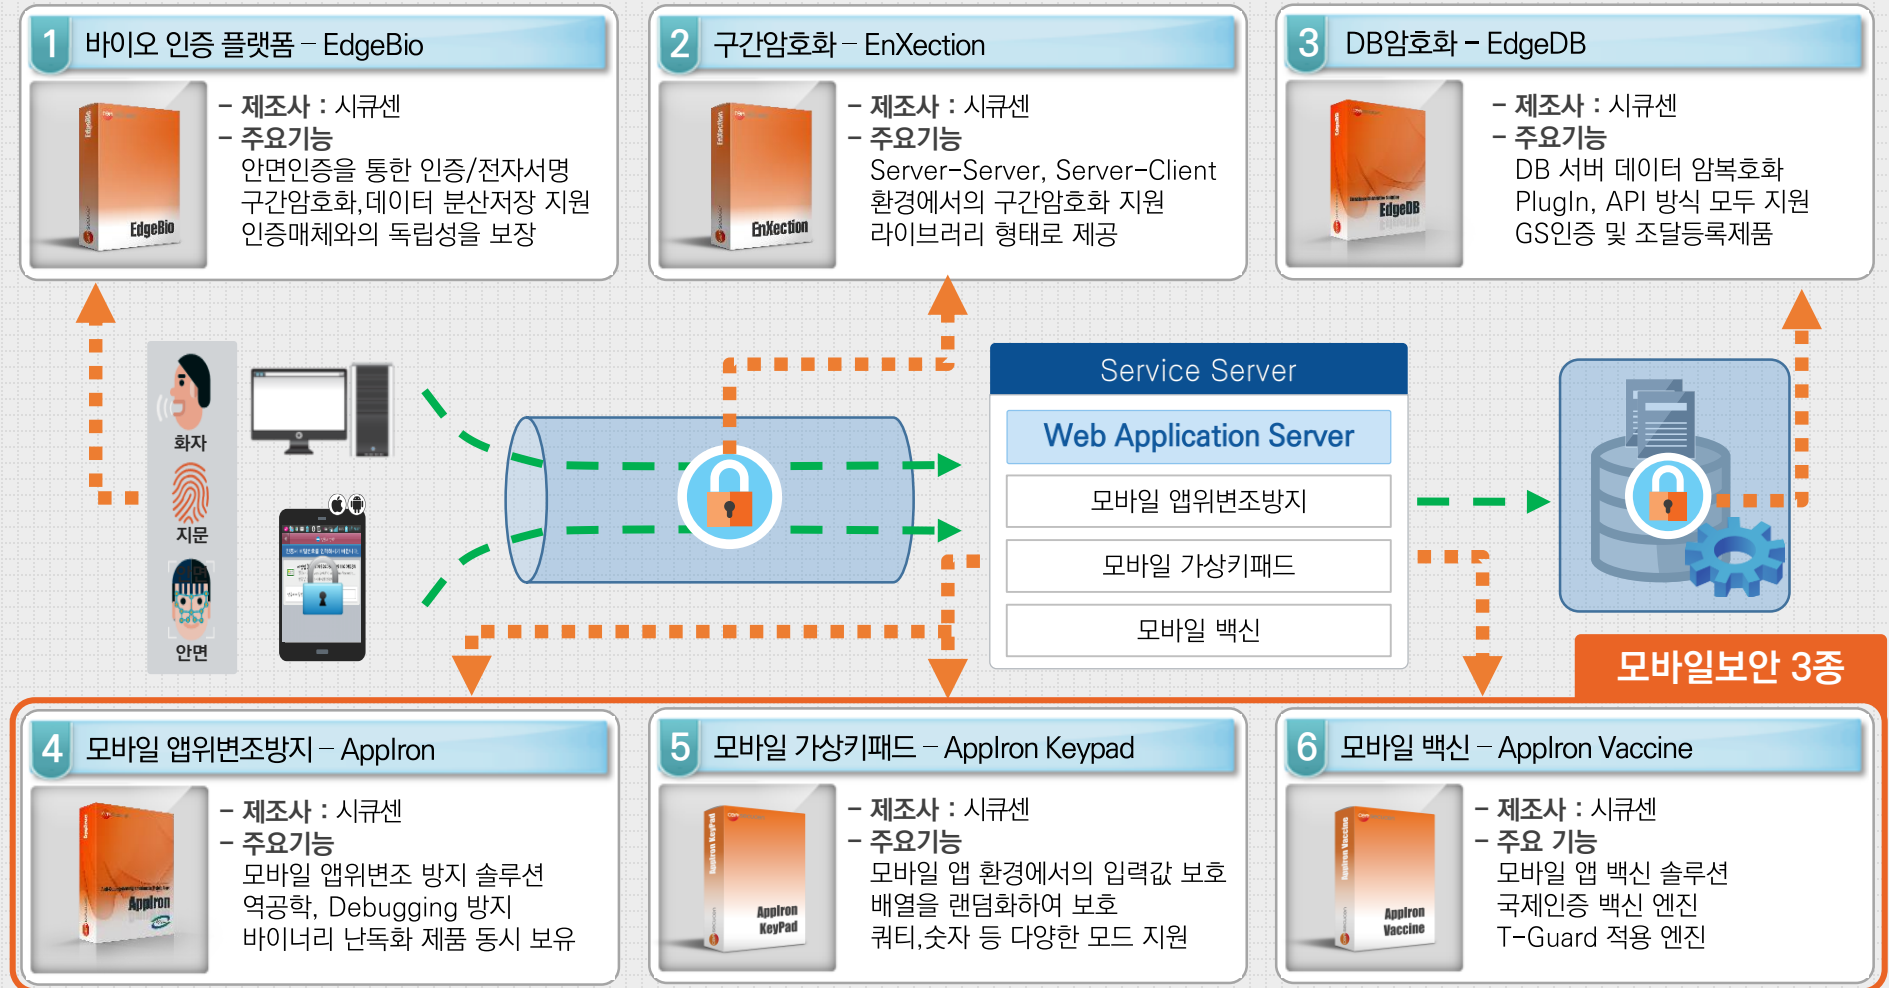 1 바이오 인증 플랫폼 – EdgeBio
EdgeBio
EdgeBio
- 제조사 : 시큐센
- 주요기능
안면인증을 통한 인증/전자서명
구간암호화,데이터 분산저장 지원
인증매체와의 독립성을 보장
2 구간암호화 – EnXection
EnXection
EnXection
- 제조사 : 시큐센
- 주요기능
Server-Server, Server-Client
환경에서의 구간암호화 지원
라이브러리 형태로 제공
3 DB암호화 – EdgeDB
EdgeDB
EdgeDB
- 제조사 : 시큐센
- 주요기능
DB 서버 데이터 암복호화
PlugIn, API 방식 모두 지원
GS인증 및 조달등록제품
화자
지문
안면
Service Server
Web Application Server
모바일 앱위변조방지
모바일 가상키패드
모바일 백신
모바일보안 3종
4 모바일 앱위변조방지 – AppIron
AppIron
- 제조사 : 시큐센
- 주요기능
모바일 앱위변조 방지 솔루션
역공학, Debugging 방지
바이너리 난독화 제품 동시 보유
5 모바일 가상키패드 – AppIron Keypad
AppIron KeyPad
AppIron
KeyPad
- 제조사 : 시큐센
- 주요기능
모바일 앱 환경에서의 입력값 보호
배열을 랜덤화하여 보호
쿼티,숫자 등 다양한 모드 지원
6 모바일 백신 – AppIron Vaccine
AppIron Vaccine
AppIron
Vaccine
- 제조사 : 시큐센
- 주요 기능
모바일 앱 백신 솔루션
국제인증 백신 엔진
T-Guard 적용 엔진